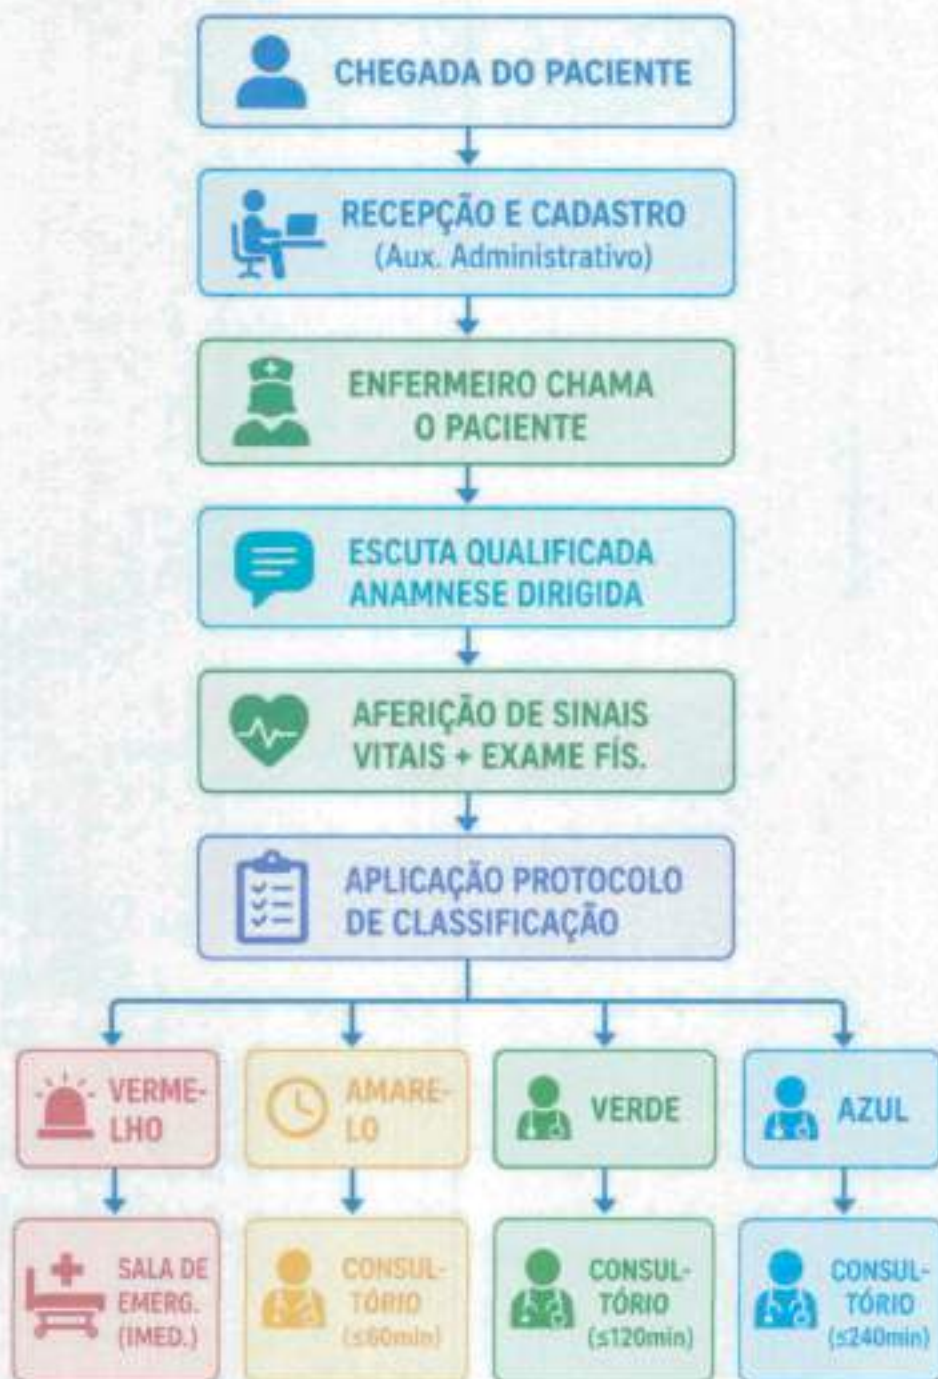 CHEGADA DO PACIENTE
RECEPÇÃO E CADASTRO
(Aux. Administrativo)
ENFERMEIRO CHAMA
O PACIENTE
ESCUTA QUALIFICADA
ANAMNESE DIRIGIDA
AFERIÇÃO DE SINAIS
VITAIS + EXAME FÍS.
APLICAÇÃO PROTOCOLO
DE CLASSIFICAÇÃO
VERME-
LHO
AMARE-
LO
VERDE
AZUL
SALA DE
EMERG.
(IMED.)
CONSUL-
TÓRIO
(≤60min)
CONSUL-
TÓRIO
(≤120min)
CONSUL-
TÓRIO
(≤240min)